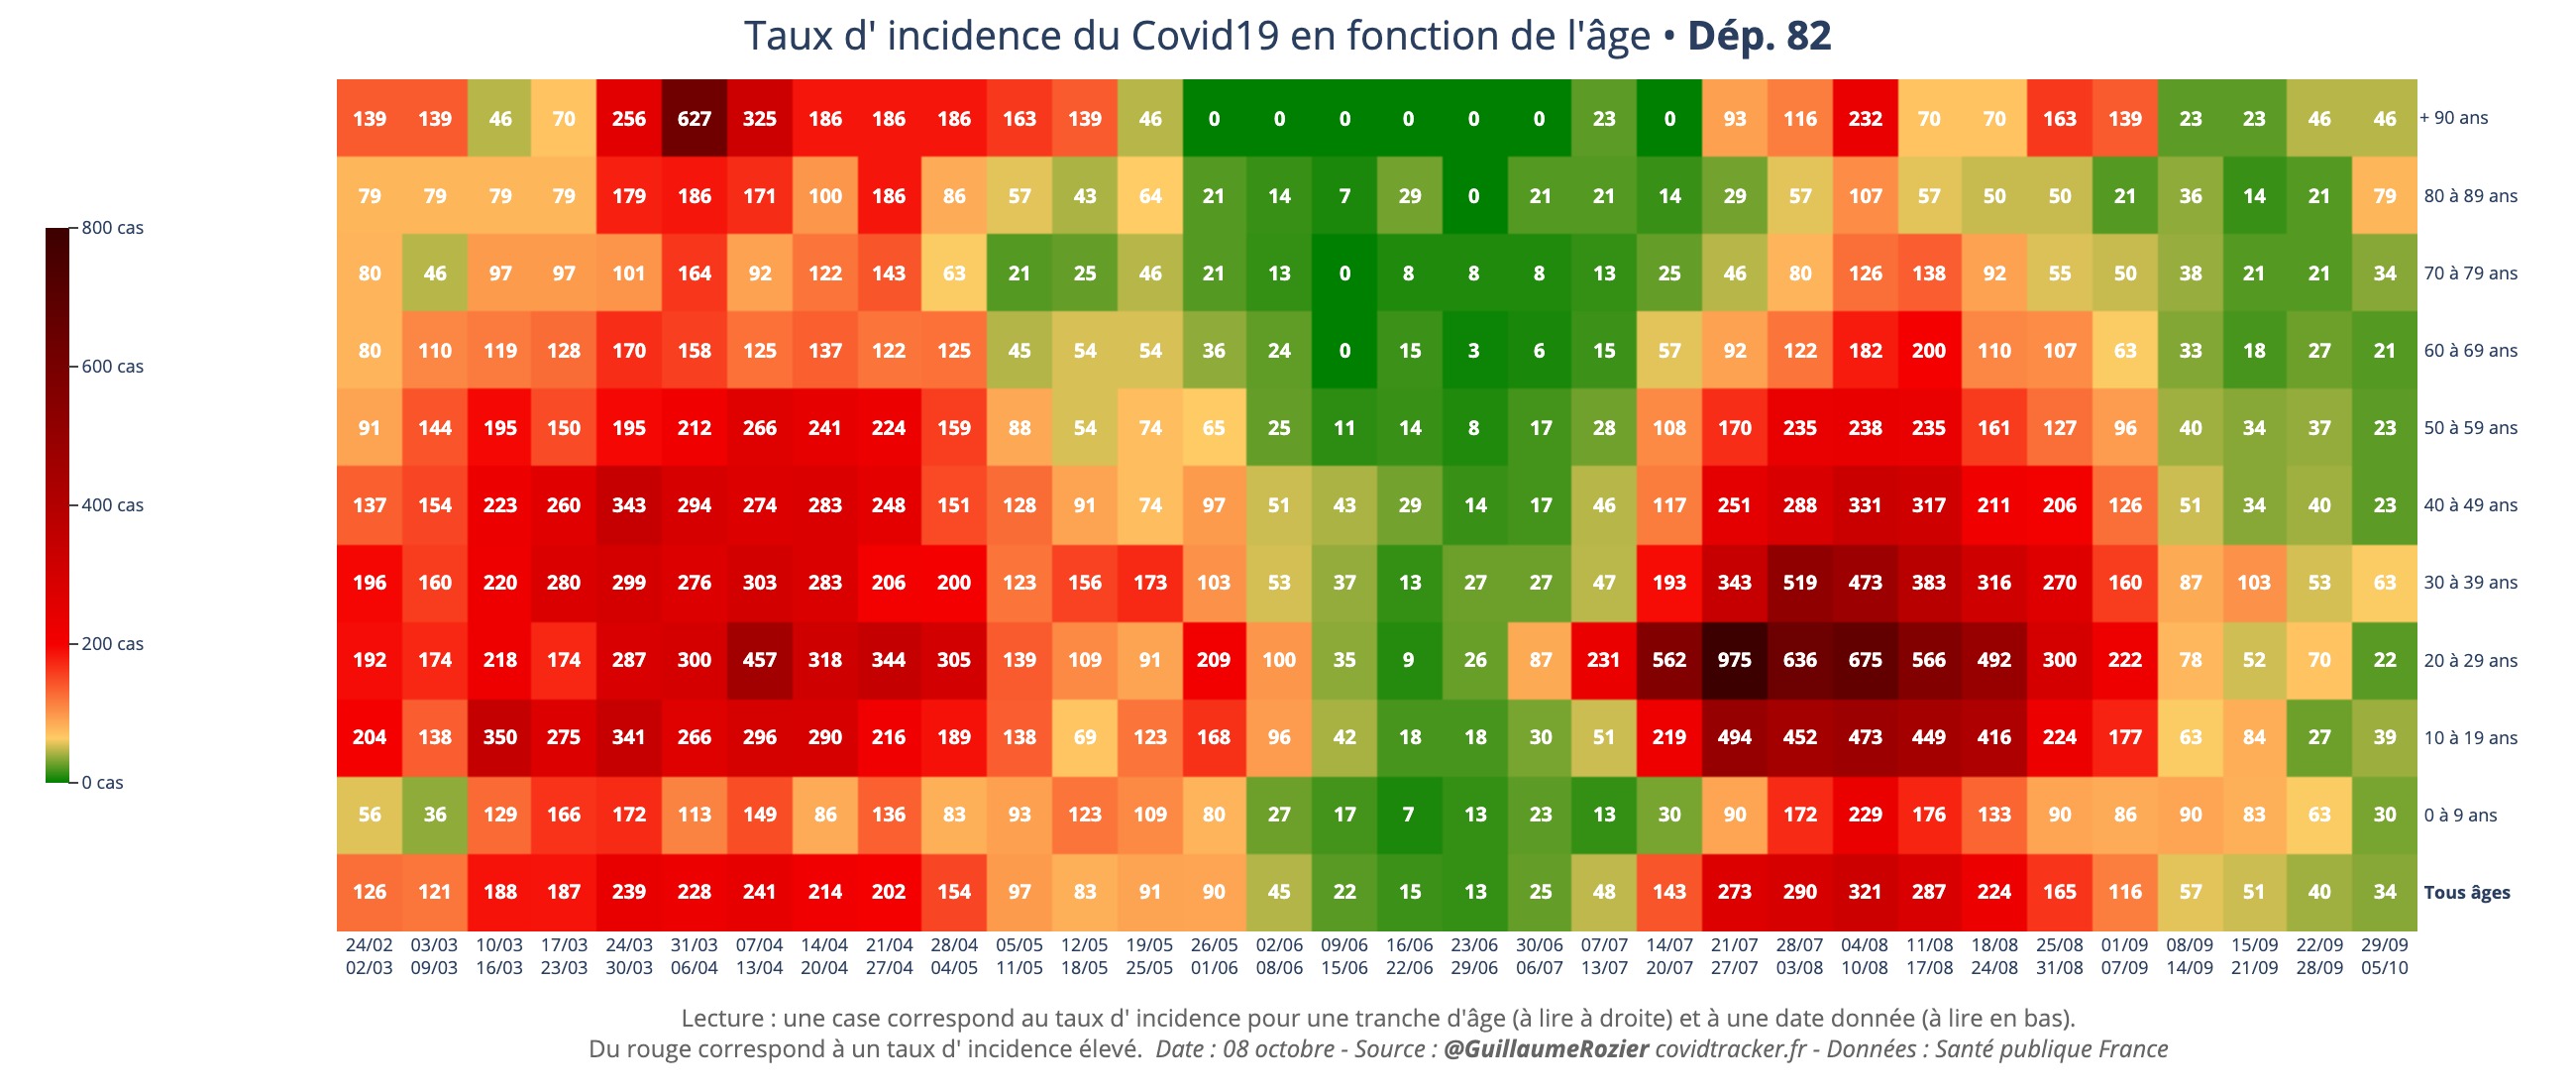 Taux d' incidence du Covid19 en fonction de l'âge • Dép. 82
800 cas
600 cas
400 cas
200 cas
0 cas
139 139 46 70 256 627 325 186 186 186 163 139 46 0 0 0 0 0 0 23 0 93 116 232 70 70 163 139 23 23 46 46 + 90 ans
79 79 79 79 179 186 171 100 186 86 57 43 64 21 14 7 29 0 21 21 14 29 57 107 57 50 50 21 36 14 21 79 80 à 89 ans
80 46 97 97 101 164 92 122 143 63 21 25 46 21 13 0 8 8 8 13 25 46 80 126 138 92 55 50 38 21 21 34 70 à 79 ans
80 110 119 128 170 158 125 137 122 125 45 54 54 36 24 0 15 3 6 15 57 92 122 182 200 110 107 63 33 18 27 21 60 à 69 ans
91 144 195 150 195 212 266 241 224 159 88 54 74 65 25 11 14 8 17 28 108 170 235 238 235 161 127 96 40 34 37 23 50 à 59 ans
137 154 223 260 343 294 274 283 248 151 128 91 74 97 51 43 29 14 17 46 117 251 288 331 317 211 206 126 51 34 40 23 40 à 49 ans
196 160 220 280 299 276 303 283 206 200 123 156 173 103 53 37 13 27 27 47 193 343 519 473 383 316 270 160 87 103 53 63 30 à 39 ans
192 174 218 174 287 300 457 318 344 305 139 109 91 209 100 35 9 26 87 231 562 975 636 675 566 492 300 222 78 52 70 22 20 à 29 ans
204 138 350 275 341 266 296 290 216 189 138 69 123 168 96 42 18 18 30 51 219 494 452 473 449 416 224 177 63 84 27 39 10 à 19 ans
56 36 129 166 172 113 149 86 136 83 93 123 109 80 27 17 7 13 23 13 30 90 172 229 176 133 90 86 90 83 63 30 0 à 9 ans
126 121 188 187 239 228 241 214 202 154 97 83 91 90 45 22 15 13 25 48 143 273 290 321 287 224 165 116 57 51 40 34 Tous âges
24/02 03/03 10/03 17/03 24/03 31/03 07/04 14/04 21/04 28/04 05/05 12/05 19/05 26/05 02/06 09/06 16/06 23/06 30/06 07/07 14/07 21/07 28/07 04/08 11/08 18/08 25/08 01/09 08/09 15/09 22/09 29/09
02/03 09/03 16/03 23/03 30/03 06/04 13/04 20/04 27/04 04/05 11/05 18/05 25/05 01/06 08/06 15/06 22/06 29/06 06/07 13/07 20/07 27/07 03/08 10/08 17/08 24/08 31/08 07/09 14/09 21/09 28/09 05/10
Lecture : une case correspond au taux d' incidence pour une tranche d'âge (à lire à droite) et à une date donnée (à lire en bas).
Du rouge correspond à un taux d' incidence élevé. Date : 08 octobre - Source : @GuillaumeRozier covidtracker.fr - Données : Santé publique France